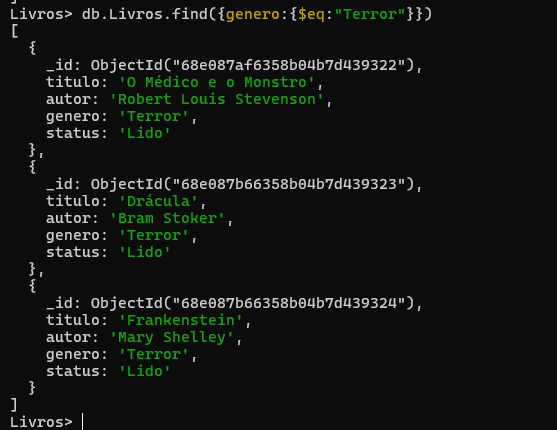 Livros> db.Livros.find({genero:{$eq:"Terror"}})
[
  {
    _id: ObjectId("68e087af6358b04b7d439322"),
    titulo: 'O Médico e o Monstro',
    autor: 'Robert Louis Stevenson',
    genero: 'Terror',
    status: 'Lido'
  },
  {
    _id: ObjectId("68e087b66358b04b7d439323"),
    titulo: 'Drácula',
    autor: 'Bram Stoker',
    genero: 'Terror',
    status: 'Lido'
  },
  {
    _id: ObjectId("68e087b66358b04b7d439324"),
    titulo: 'Frankenstein',
    autor: 'Mary Shelley',
    genero: 'Terror',
    status: 'Lido'
  }
]
Livros>